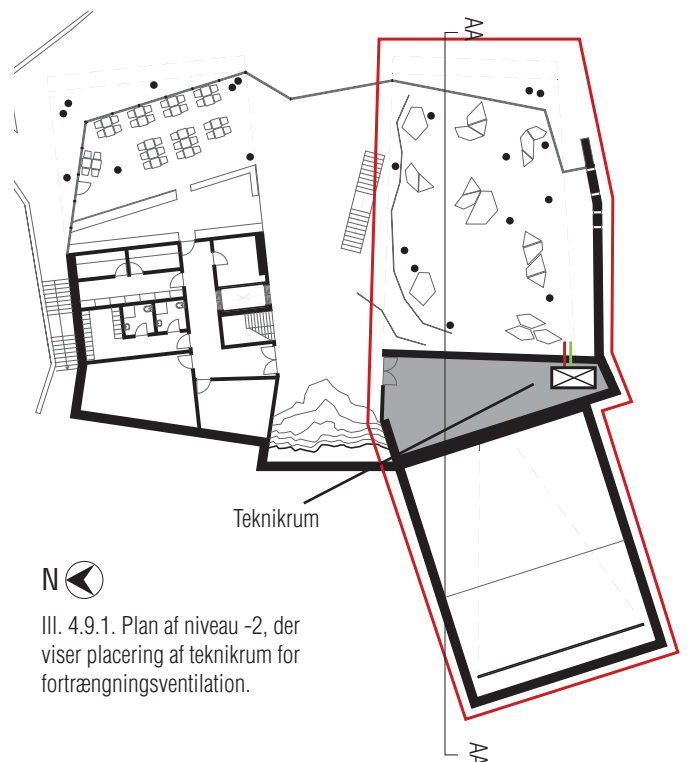 AA
Teknikrum
N
Ill. 4.9.1. Plan af niveau -2, der
viser placering af teknikrum for
fortrængningsventilation.
AA